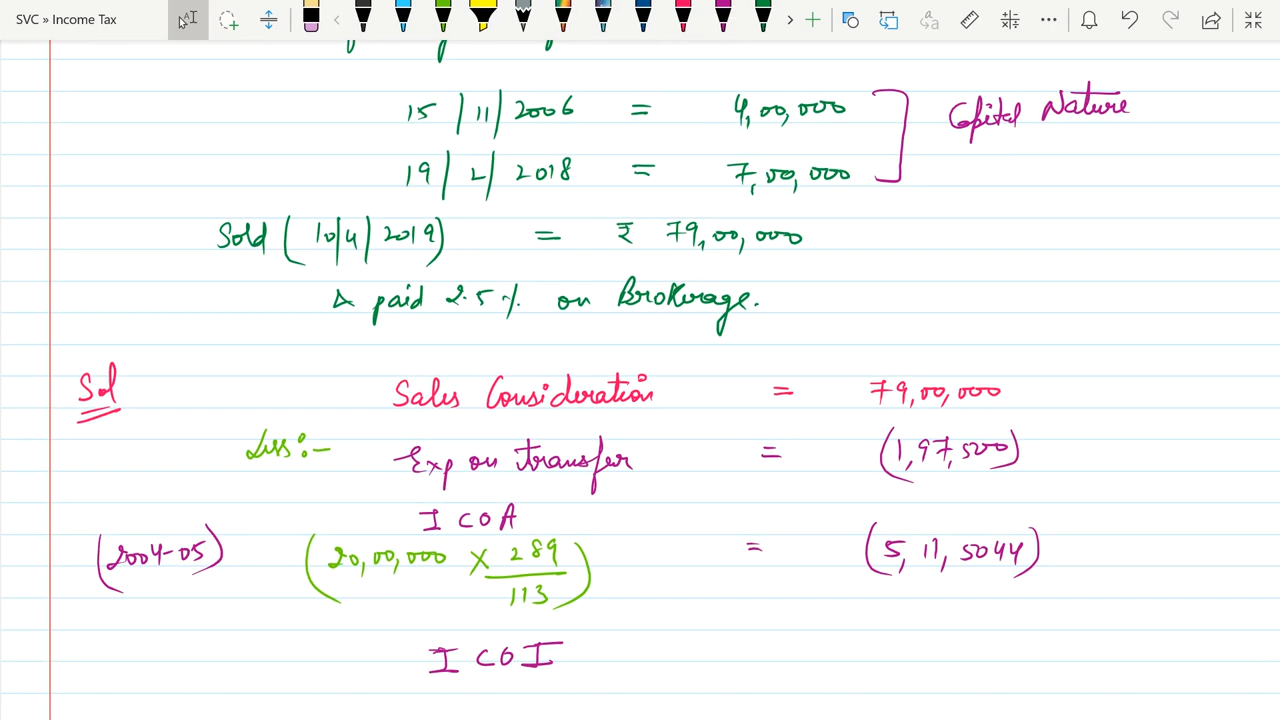 SVC » Income Tax
15 | 11 | 2006 = 4,00,000
Capital Nature
19 | 2 | 2018 = 7,00,000
Sold ( 10 | 4 | 2019 ) = ₹ 79,00,000
& paid 2.5 % on Brokerage.
Sol
Sales Consideration = 79,00,000
Less:- Exp on transfer = (1,97,500)
I C O A
(2004-05) (20,00,000 X 289 / 113) = (5, 11, 5044)
I C O I